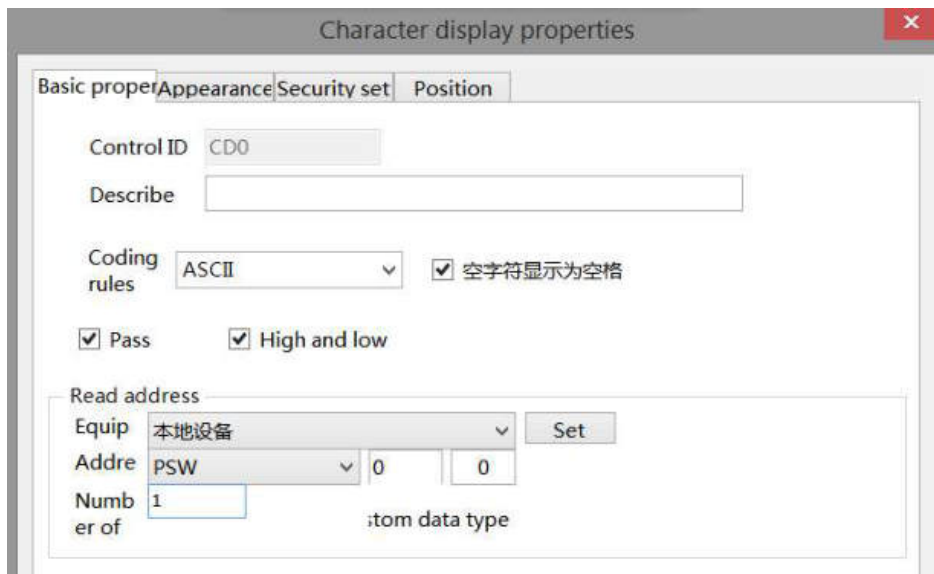 Character display properties
Basic proper Appearance Security set Position
Control ID CD0
Describe
Coding rules ASCII 空字符显示为空格
Pass High and low
Read address
Equip 本地设备 Set
Addre PSW 0 0
Numb 1
er of stom data type